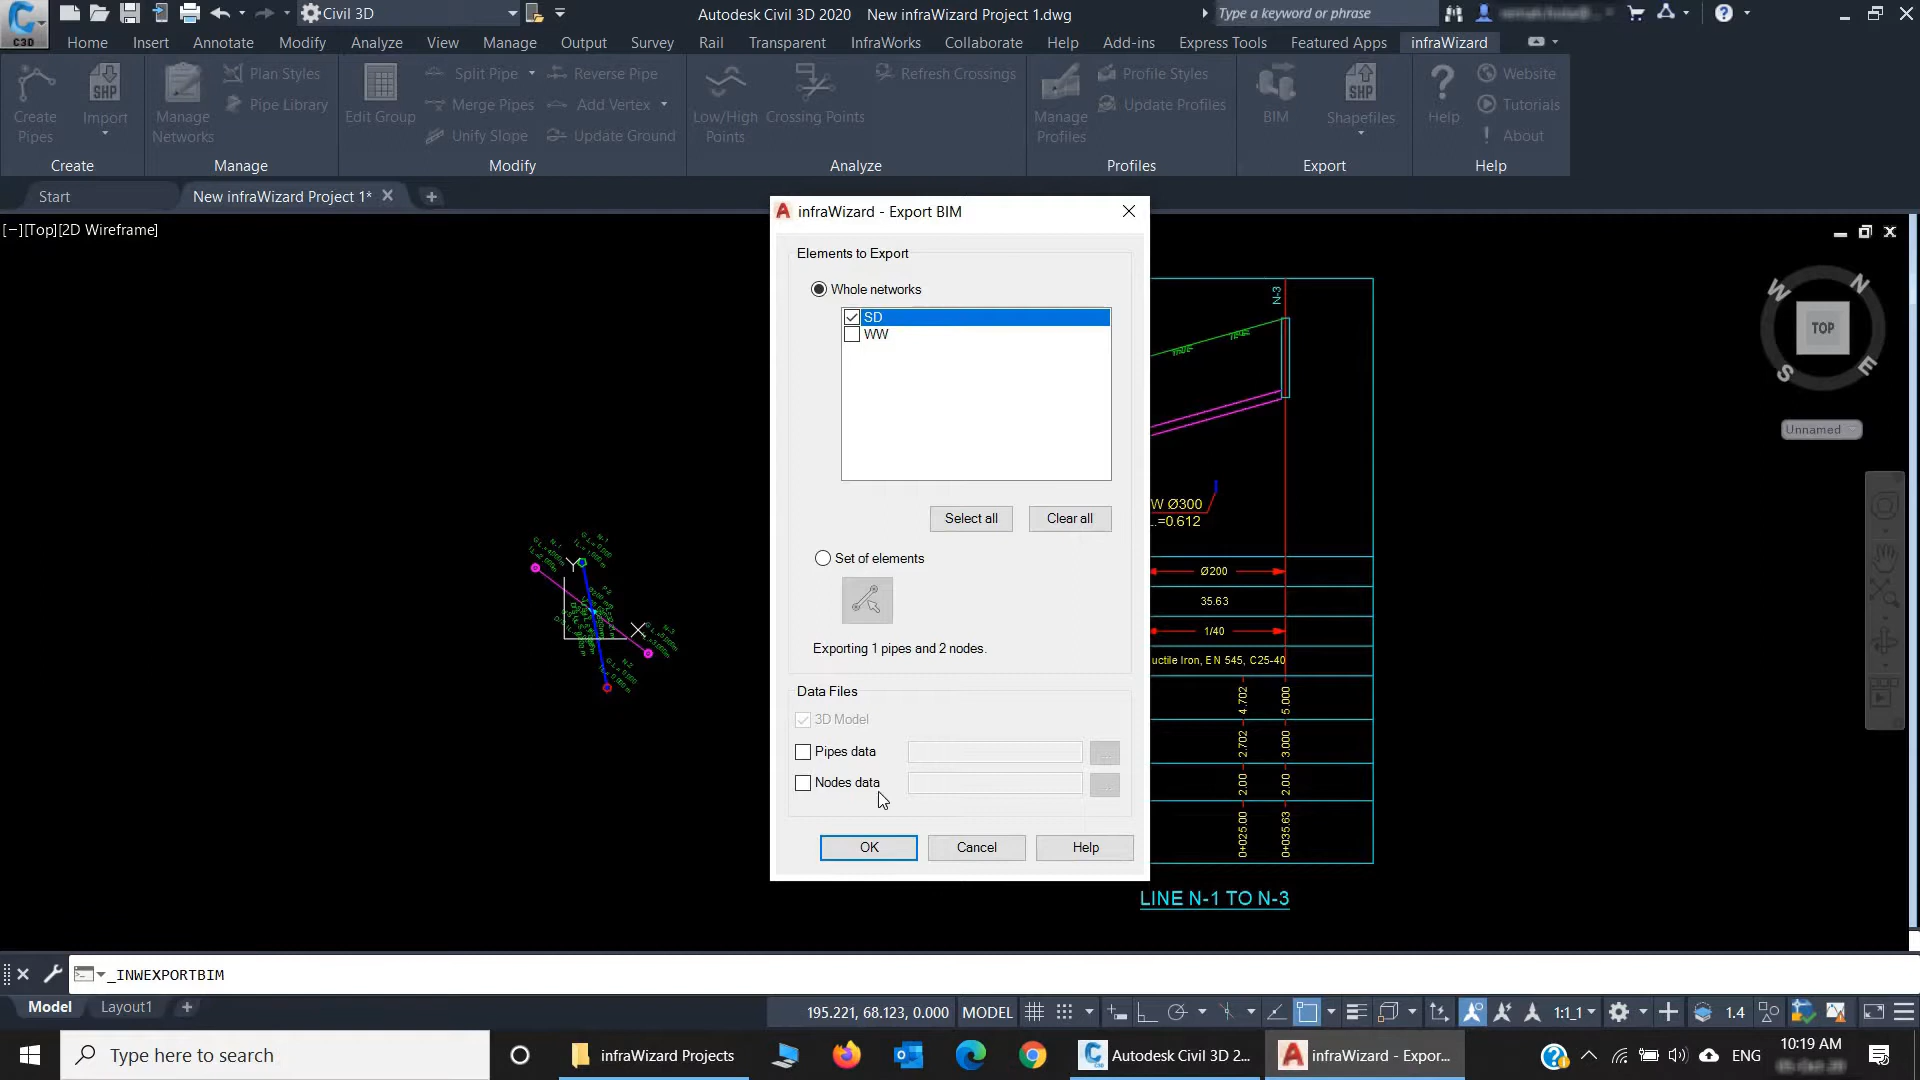 Civil 3D
Autodesk Civil 3D 2020 New infraWizard Project 1.dwg
Type a keyword or phrase
C3D
Home Insert Annotate Modify Analyze View Manage Output Survey Rail Transparent InfraWorks Collaborate Help Add-ins Express Tools Featured Apps infraWizard
Create Pipes
SHP
Import
Manage Networks
Plan Styles
Pipe Library
Edit Group
Split Pipe
Merge Pipes
Unify Slope
Reverse Pipe
Add Vertex
Update Ground
Low/High Points
Crossing Points
Refresh Crossings
Manage Profiles
Profile Styles
Update Profiles
BIM
SHP
Shapefiles
Help
Website
Tutorials
About
Create Manage Modify Analyze Profiles Export Help
Start New infraWizard Project 1*
[−][Top][2D Wireframe]
infraWizard - Export BIM
Elements to Export
Whole networks
SD
WW
Select all Clear all
Set of elements
Exporting 1 pipes and 2 nodes.
Data Files
3D Model
Pipes data ...
Nodes data ...
OK Cancel Help
N-3
W Ø300
.=0.612
Ø200
35.63
1/40
uctile Iron, EN 545, C25-40
4.702 5.000
2.702 3.000
2.00 2.00
0+025.00 0+035.63
LINE N-1 TO N-3
W N
TOP
S E
Unnamed
Y
X
N-1
N-1
N-3
N-2
_INWEXPORTBIM
Model Layout1
195.221, 68.123, 0.000 MODEL 1:1_1 1.4
Type here to search
infraWizard Projects
Autodesk Civil 3D 2...
infraWizard - Expor...
ENG
10:19 AM